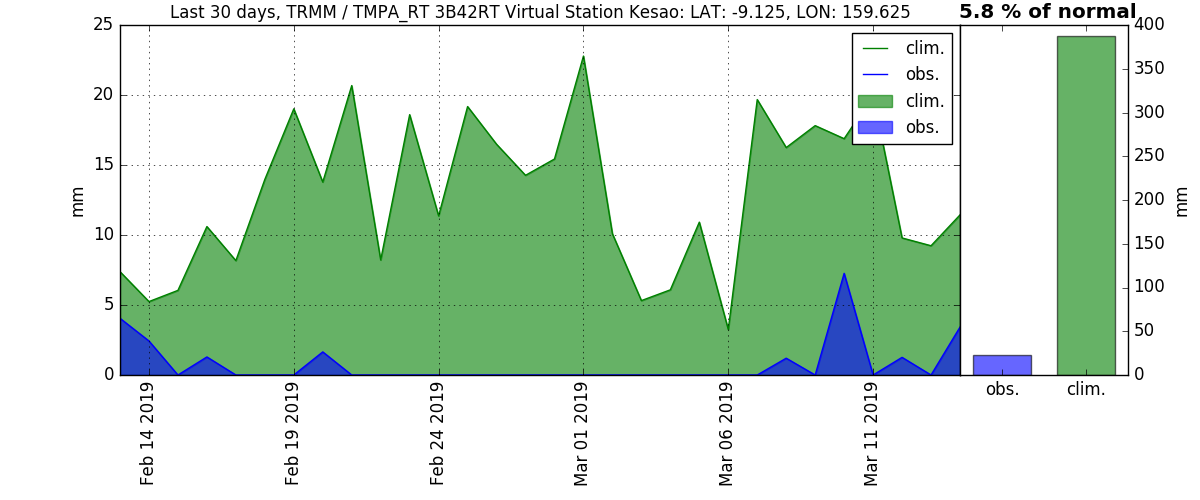 Last 30 days, TRMM / TMPA_RT 3B42RT Virtual Station Kesao: LAT: -9.125, LON: 159.625
5.8 % of normal
25
20
15
10
5
0
mm
clim.
obs.
clim.
obs.
Feb 14 2019
Feb 19 2019
Feb 24 2019
Mar 01 2019
Mar 06 2019
Mar 11 2019
400
350
300
250
200
150
100
50
0
mm
obs.
clim.